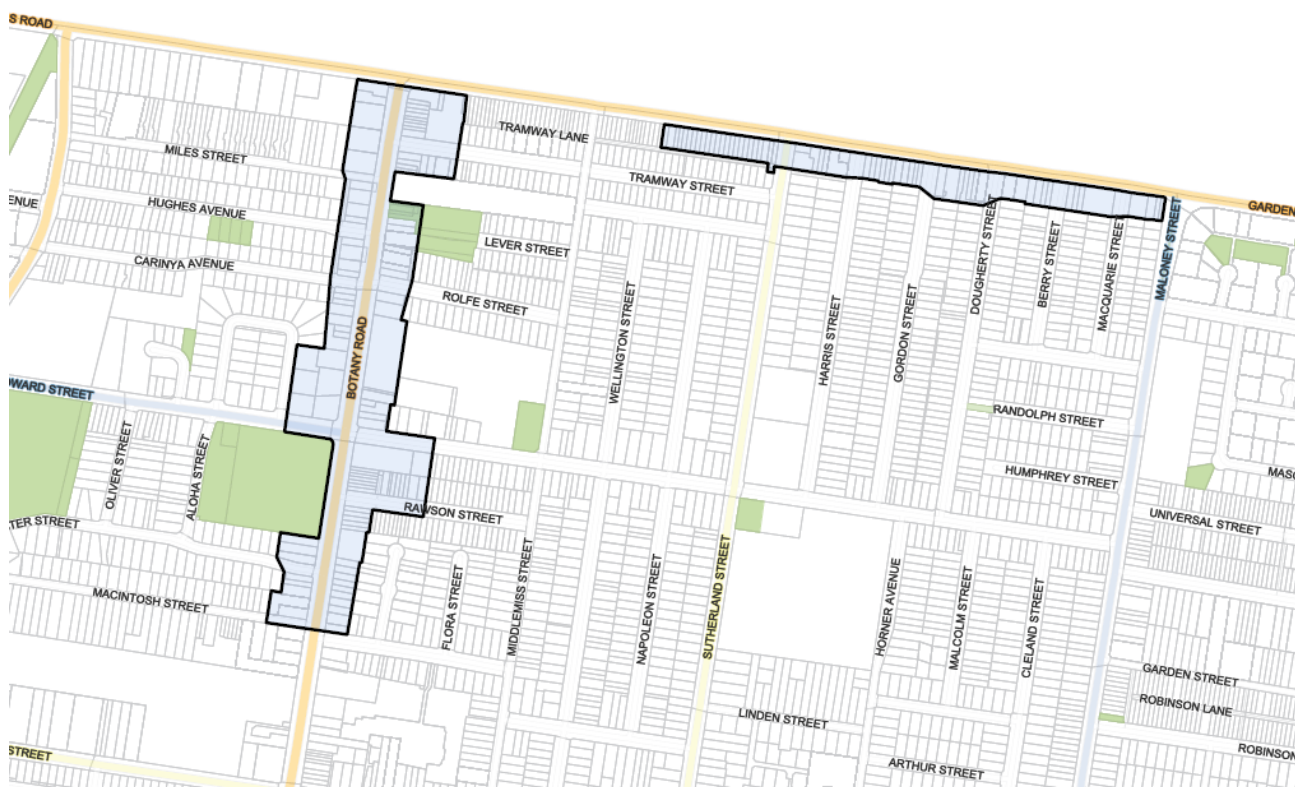 S ROAD
TRAMWAY LANE
MILES STREET
TRAMWAY STREET
ENUE
HUGHES AVENUE
GARDEN
LEVER STREET
DOUGHERTY STREET
BERRY STREET
MACQUARIE STREET
MALONEY STREET
CARINYA AVENUE
ROLFE STREET
BOTANY ROAD
WELLINGTON STREET
HARRIS STREET
GORDON STREET
OWARD STREET
RANDOLPH STREET
OLIVER STREET
ALOHA STREET
HUMPHREY STREET
MASC
RAWSON STREET
UNIVERSAL STREET
TER STREET
MACINTOSH STREET
FLORA STREET
MIDDLEMISS STREET
NAPOLEON STREET
SUTHERLAND STREET
HORNER AVENUE
MALCOLM STREET
CLELAND STREET
GARDEN STREET
ROBINSON LANE
LINDEN STREET
ROBINSON
STREET
ARTHUR STREET